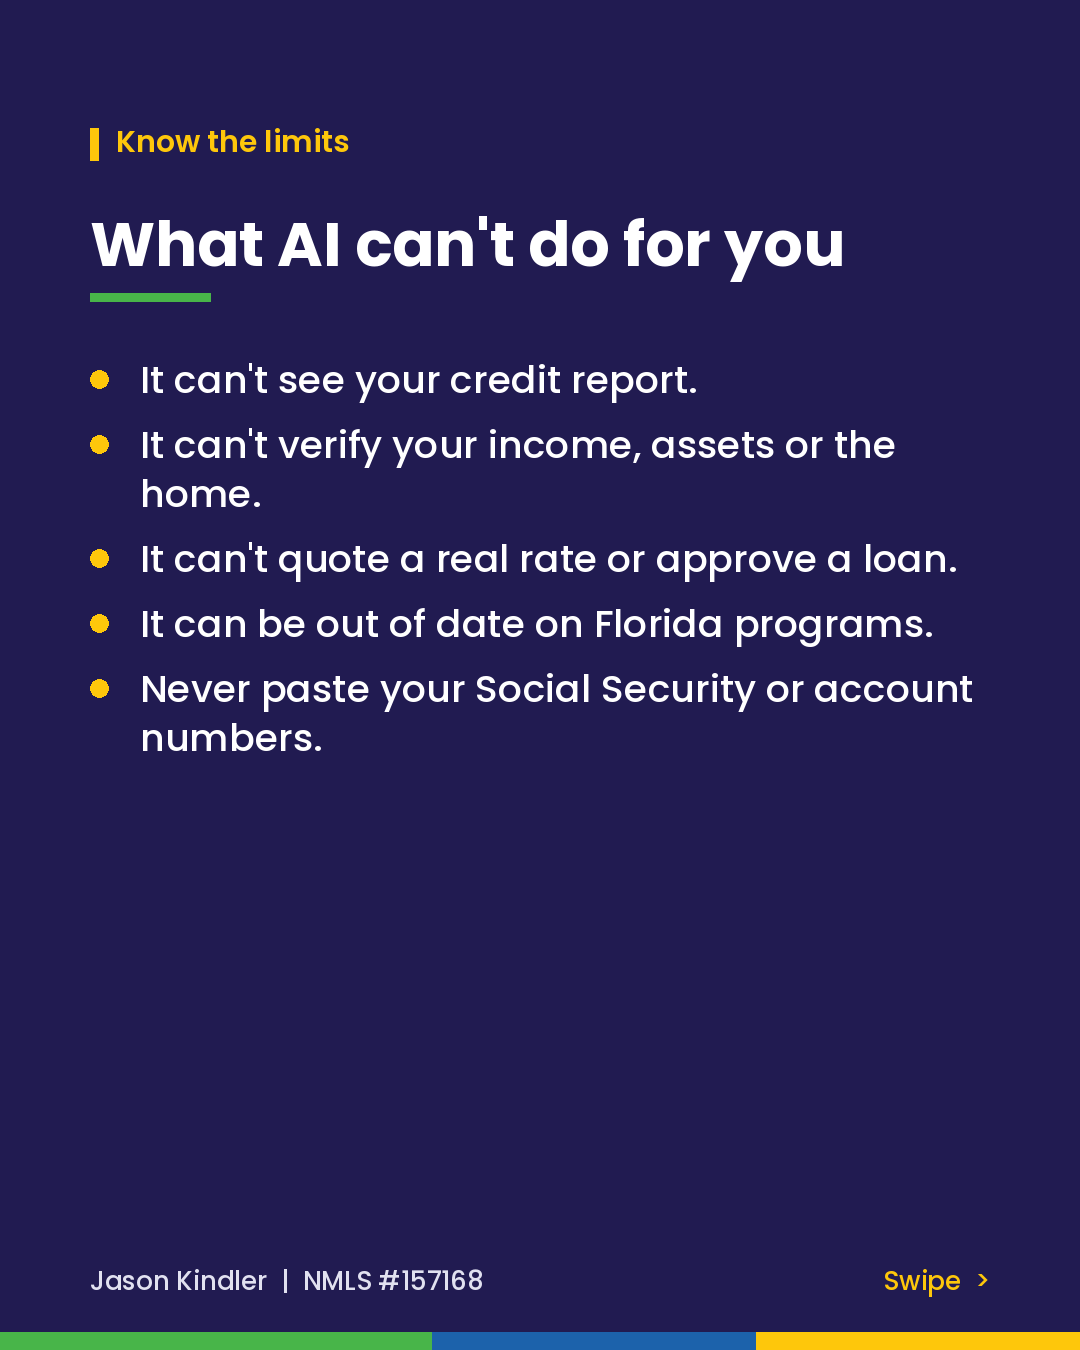 Know the limits
What AI can't do for you
It can't see your credit report.
It can't verify your income, assets or the
home.
It can't quote a real rate or approve a loan.
It can be out of date on Florida programs.
Never paste your Social Security or account
numbers.
Jason Kindler | NMLS #157168
Swipe >